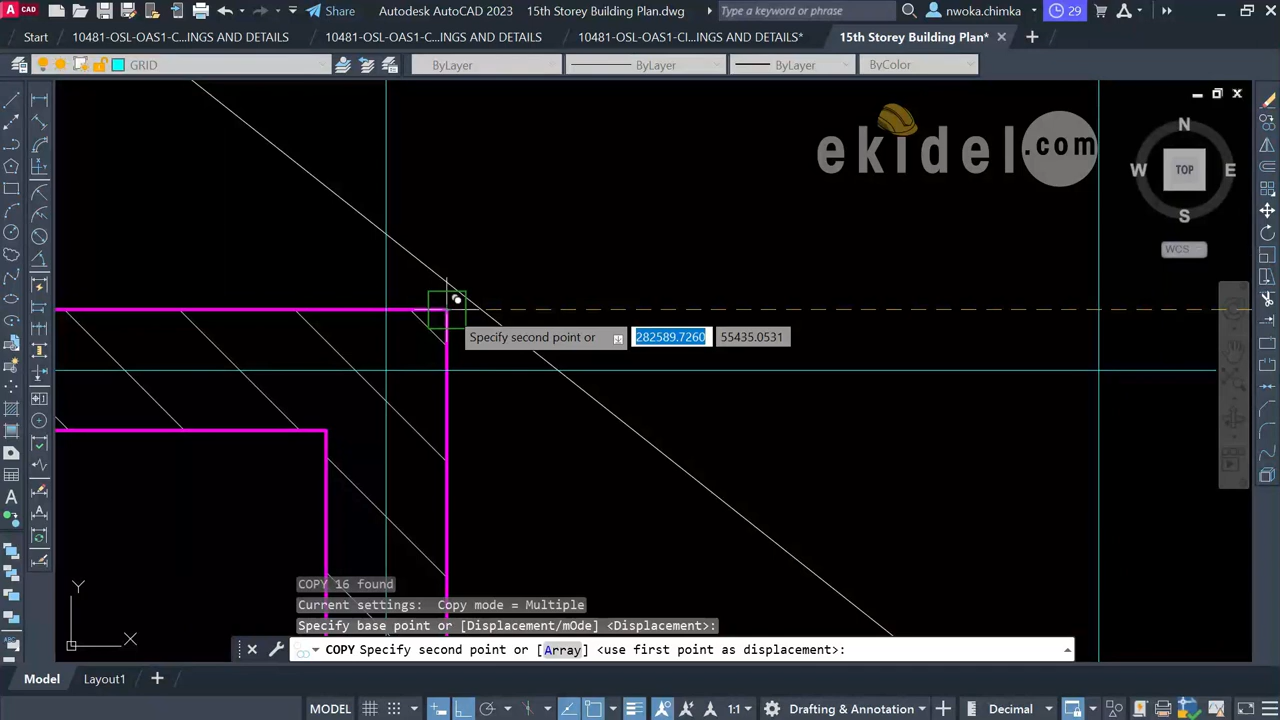 CAD
Share
Autodesk AutoCAD 2023
15th Storey Building Plan.dwg
Type a keyword or phrase
nwoka.chimka...
29
Start
10481-OSL-OAS1-C...INGS AND DETAILS
10481-OSL-OAS1-C...INGS AND DETAILS
10481-OSL-OAS1-CI...INGS AND DETAILS*
15th Storey Building Plan*
GRID
ByLayer
ByLayer
ByLayer
ByColor
ekidel.com
N
W
TOP
E
S
WCS
Specify second point or
282589.7260
55435.0531
Y
X
COPY 16 found
Current settings:  Copy mode = Multiple
Specify base point or [Displacement/mOde] <Displacement>:
COPY Specify second point or [Array] <use first point as displacement>:
Model
Layout1
MODEL
1:1
Drafting & Annotation
Decimal